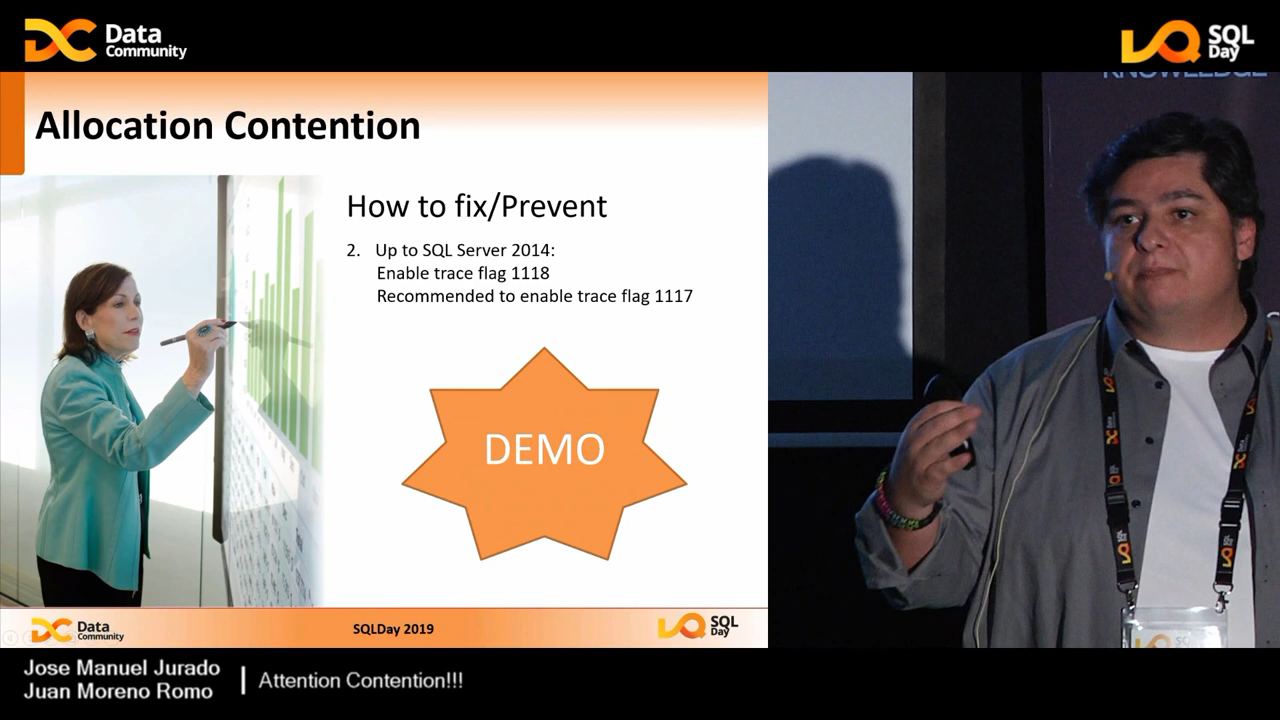 Data
Community
SQL
Day
KNOWLEDGE
Allocation Contention
How to fix/Prevent
2. Up to SQL Server 2014:
Enable trace flag 1118
Recommended to enable trace flag 1117
DEMO
Data
Community
SQLDay 2019
SQL
Day
Jose Manuel Jurado
Juan Moreno Romo
Attention Contention!!!